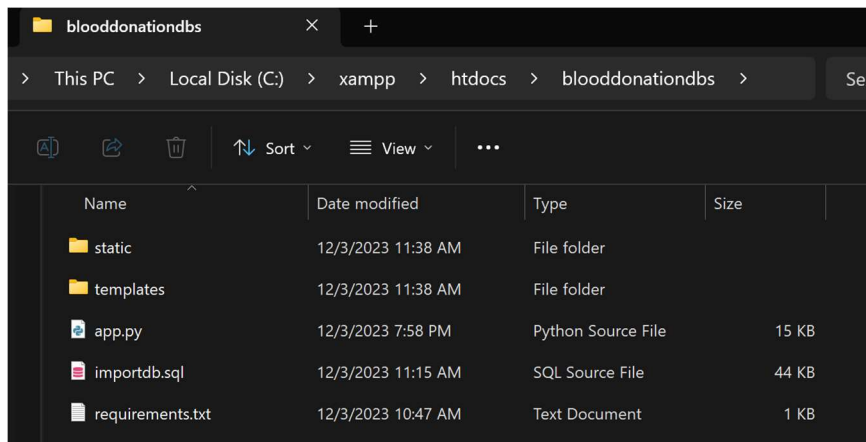 blooddonationdbs
This PC > Local Disk (C:) > xampp > htdocs > blooddonationdbs > Se
Sort View
Name Date modified Type Size
static 12/3/2023 11:38 AM File folder
templates 12/3/2023 11:38 AM File folder
app.py 12/3/2023 7:58 PM Python Source File 15 KB
importdb.sql 12/3/2023 11:15 AM SQL Source File 44 KB
requirements.txt 12/3/2023 10:47 AM Text Document 1 KB